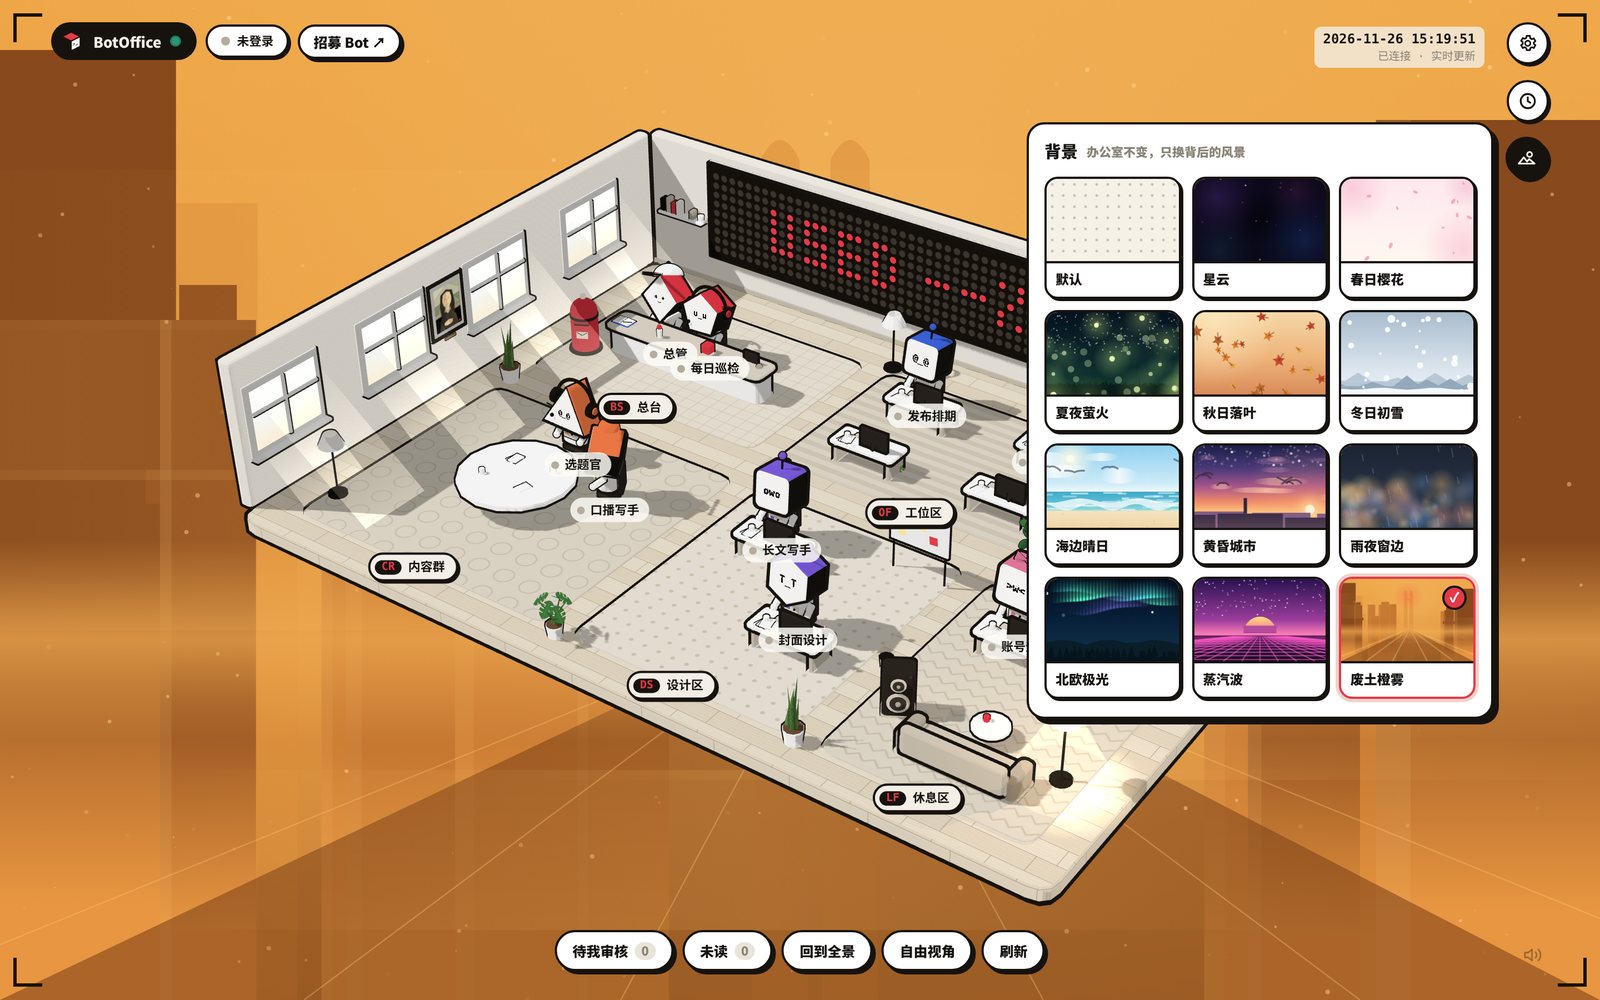 BotOffice
未登录
招募 Bot ↗
2026-11-26 15:19:51
已连接 · 实时更新
背景 办公室不变，只换背后的风景
默认
星云
春日樱花
夏夜萤火
秋日落叶
冬日初雪
海边晴日
黄昏城市
雨夜窗边
北欧极光
蒸汽波
废土橙雾
USD
总管
每日巡检
BS 总台
发布排期
选题官
口播写手
OF 工位区
长文写手
CR 内容群
封面设计
账号
DS 设计区
LF 休息区
待我审核 0
未读 0
回到全景
自由视角
刷新